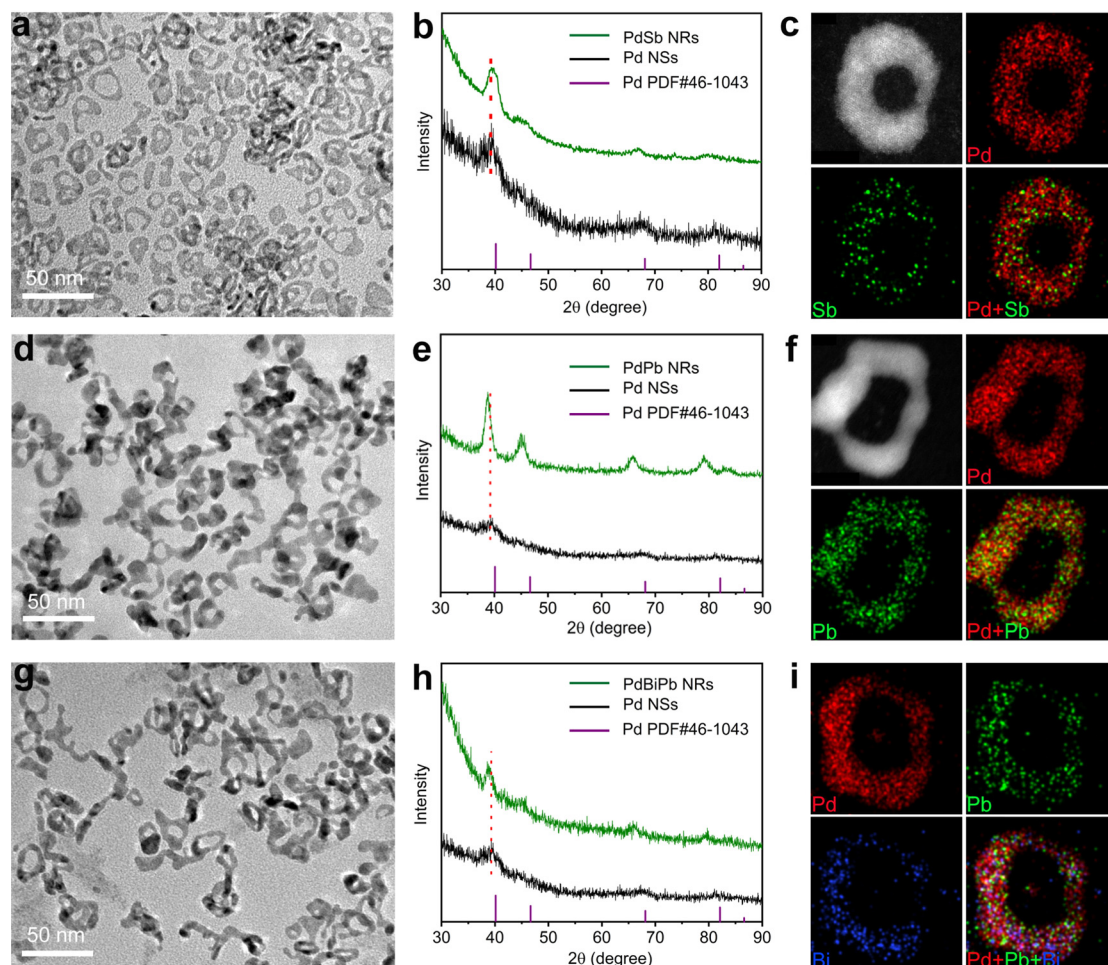 a
50 nm
b
PdSb NRs
Pd NSs
Pd PDF#46-1043
Intensity
30 40 50 60 70 80 90
2θ (degree)
c
Pd
Sb
Pd+Sb
d
50 nm
e
PdPb NRs
Pd NSs
Pd PDF#46-1043
Intensity
30 40 50 60 70 80 90
2θ (degree)
f
Pd
Pb
Pd+Pb
g
50 nm
h
PdBiPb NRs
Pd NSs
Pd PDF#46-1043
Intensity
30 40 50 60 70 80 90
2θ (degree)
i
Pd
Pb
Bi
Pd+Pb+Bi